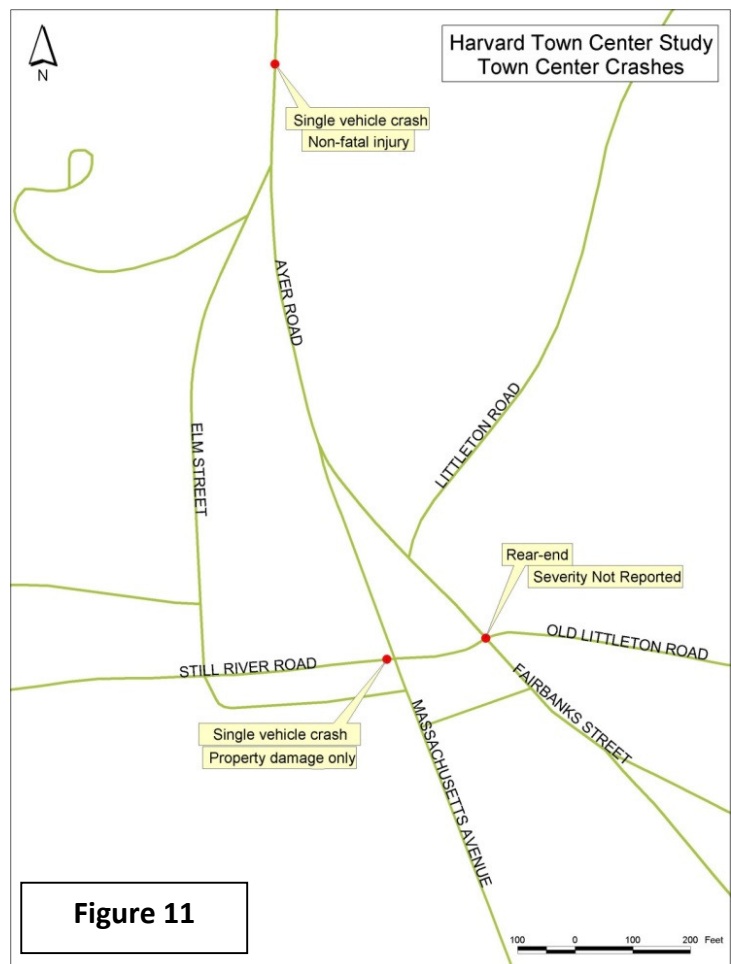 Harvard Town Center Study
Town Center Crashes
N
Single vehicle crash
Non-fatal injury
AYER ROAD
LITTLETON ROAD
ELM STREET
Rear-end
Severity Not Reported
OLD LITTLETON ROAD
STILL RIVER ROAD
FAIRBANKS STREET
Single vehicle crash
Property damage only
MASSACHUSETTS AVENUE
Figure 11
100 0 100 200 Feet